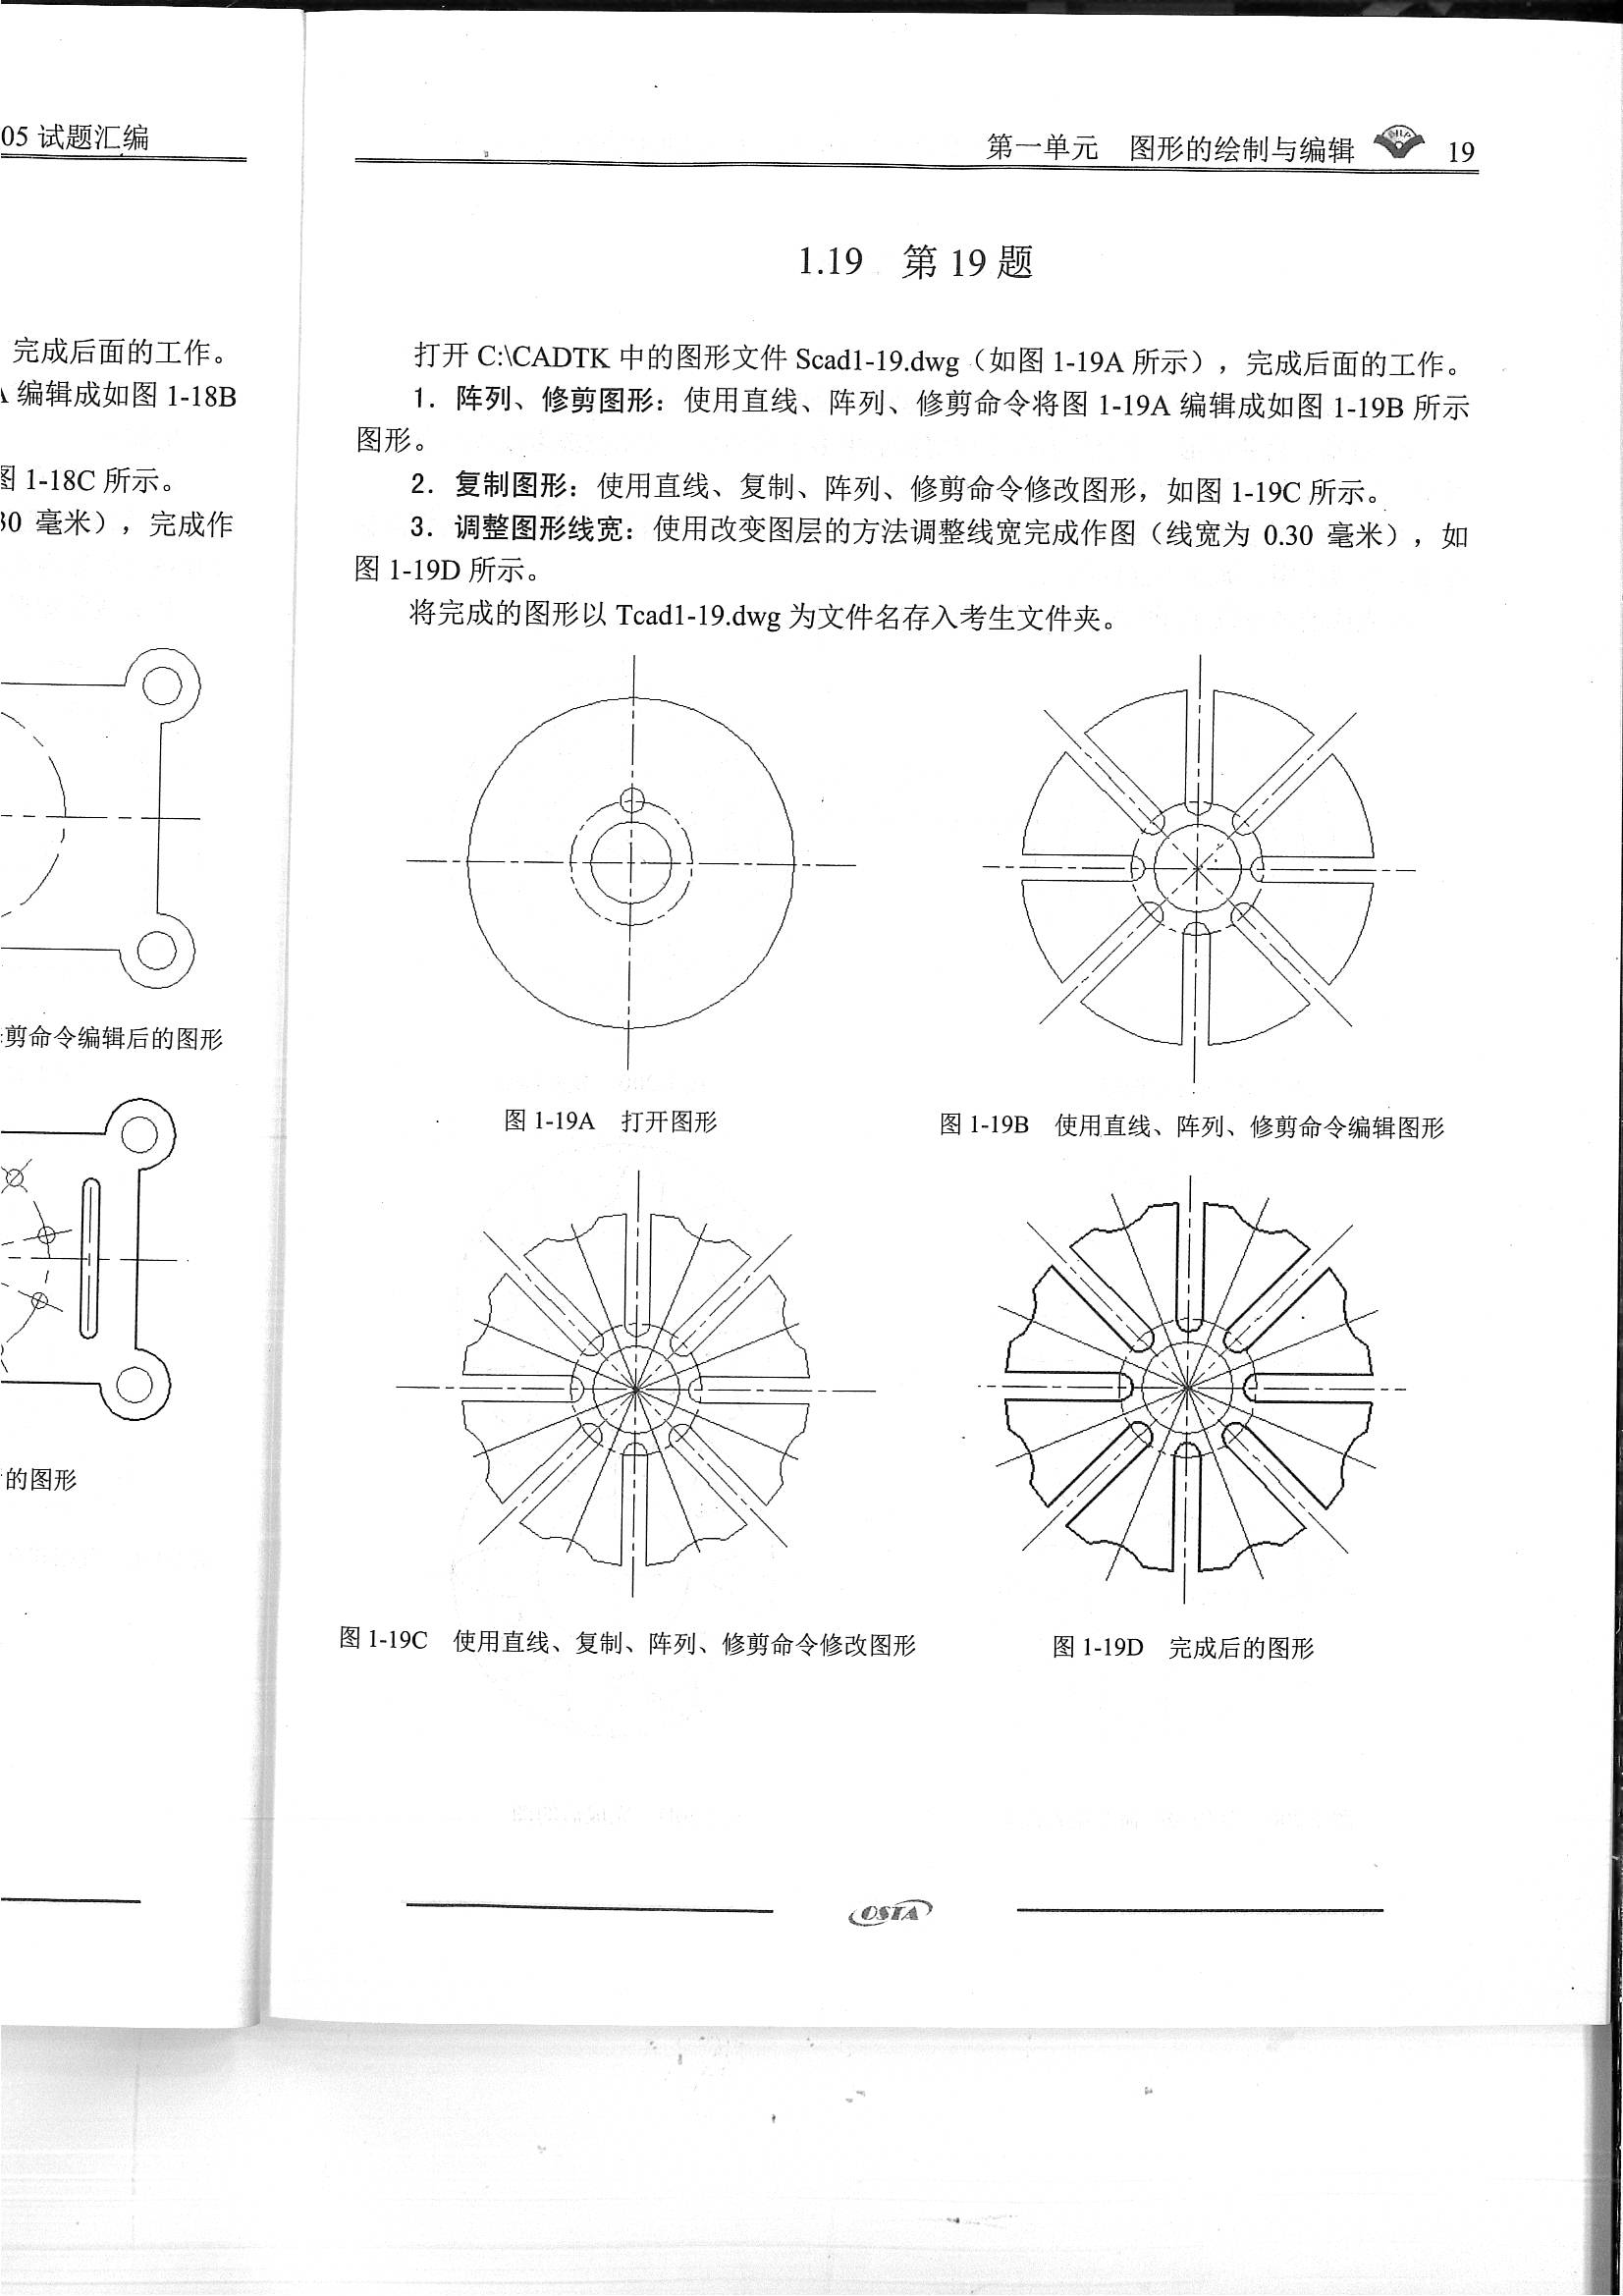 05 试题汇编
完成后面的工作。
编辑成如图 1-18B
图 1-18C 所示。
30 毫米），完成作
剪命令编辑后的图形
的图形
第一单元 图形的绘制与编辑 19
1.19 第 19 题
打开 C:\CADTK 中的图形文件 Scad1-19.dwg（如图 1-19A 所示），完成后面的工作。
1．阵列、修剪图形：使用直线、阵列、修剪命令将图 1-19A 编辑成如图 1-19B 所示
图形。
2．复制图形：使用直线、复制、阵列、修剪命令修改图形，如图 1-19C 所示。
3．调整图形线宽：使用改变图层的方法调整线宽完成作图（线宽为 0.30 毫米），如
图 1-19D 所示。
将完成的图形以 Tcad1-19.dwg 为文件名存入考生文件夹。
图 1-19A 打开图形
图 1-19B 使用直线、阵列、修剪命令编辑图形
图 1-19C 使用直线、复制、阵列、修剪命令修改图形
图 1-19D 完成后的图形
OSTA